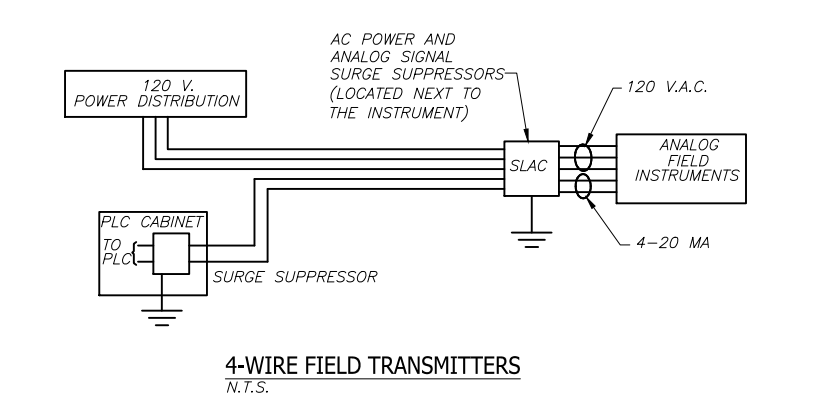 AC POWER AND
ANALOG SIGNAL
SURGE SUPPRESSORS
(LOCATED NEXT TO
THE INSTRUMENT)
120 V.
POWER DISTRIBUTION
120 V.A.C.
SLAC
ANALOG
FIELD
INSTRUMENTS
4-20 MA
PLC CABINET
TO
PLC
SURGE SUPPRESSOR
4-WIRE FIELD TRANSMITTERS
N.T.S.